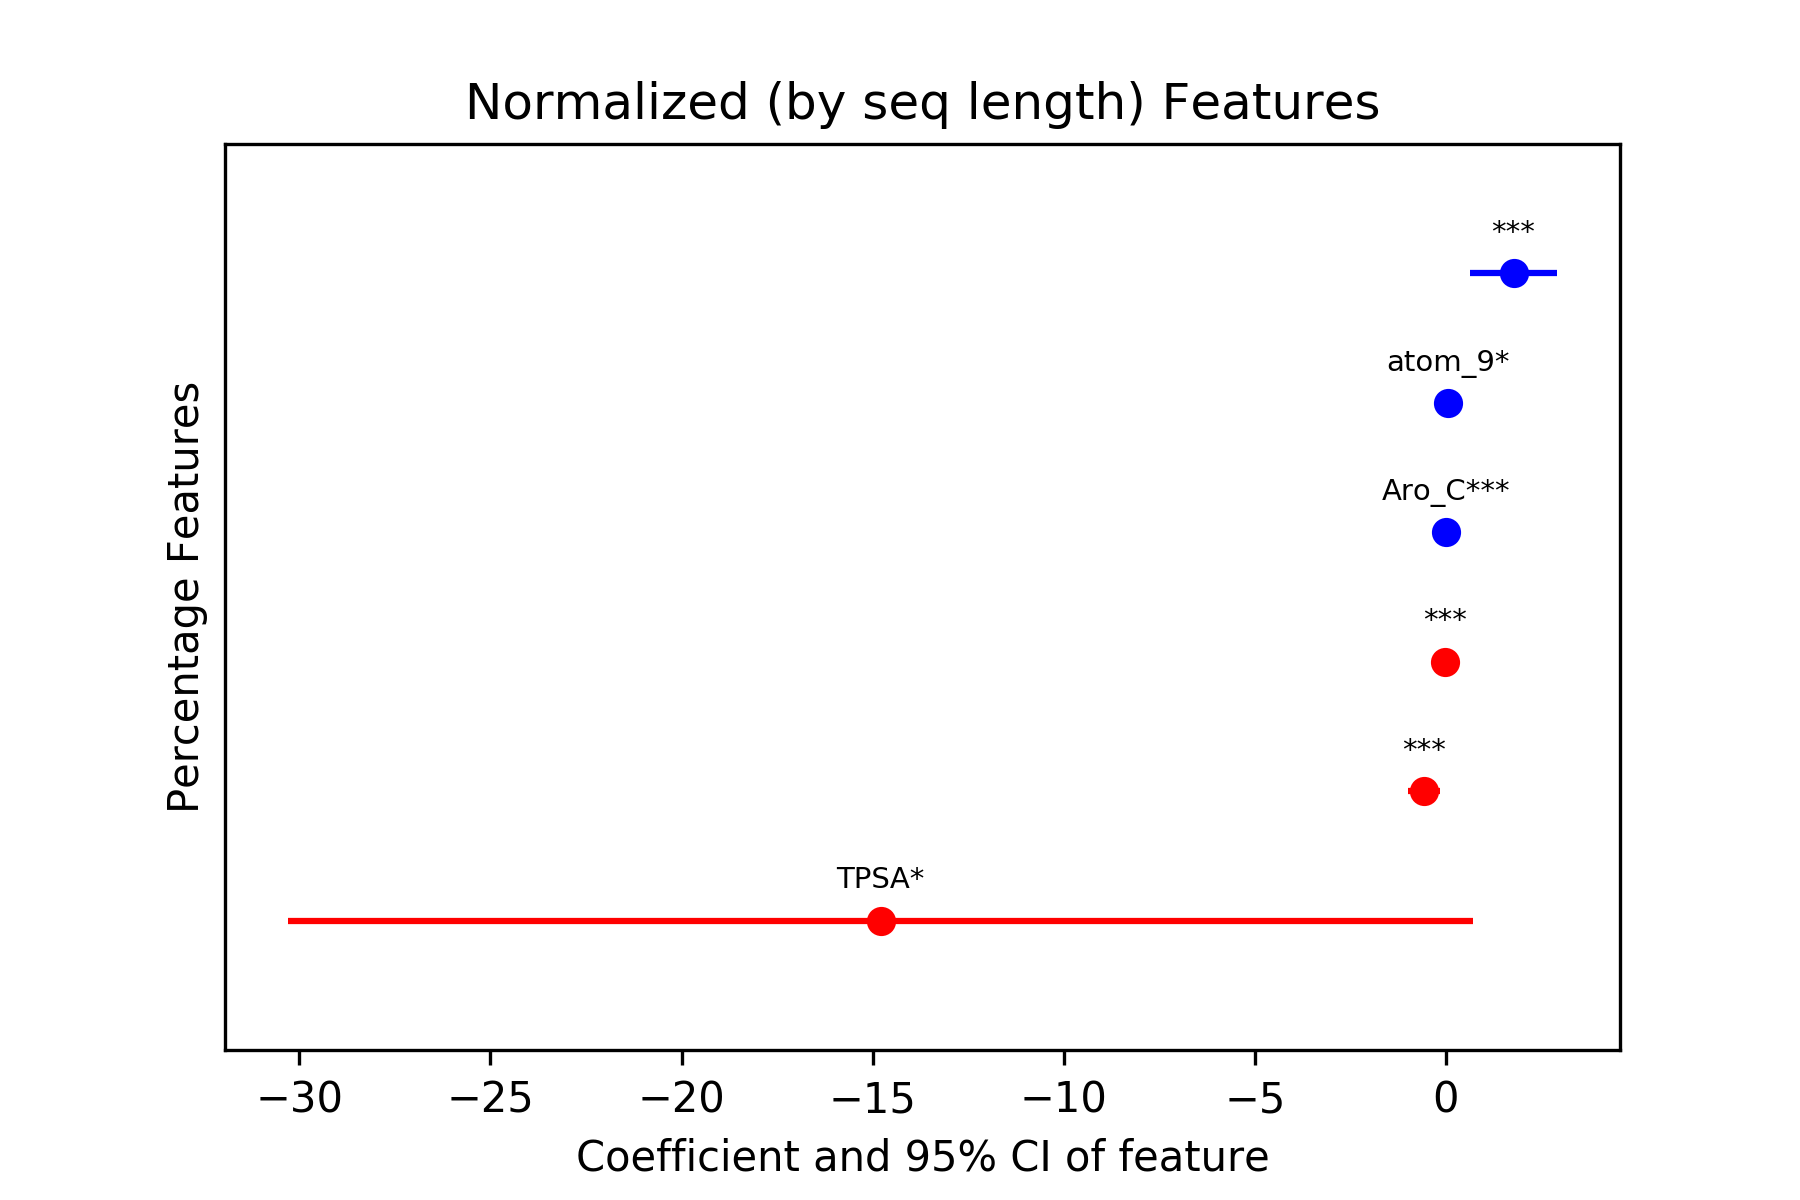 Normalized (by seq length) Features
***
atom_9*
Aro_C***
***
***
TPSA*
Percentage Features
−30 −25 −20 −15 −10 −5 0
Coefficient and 95% CI of feature